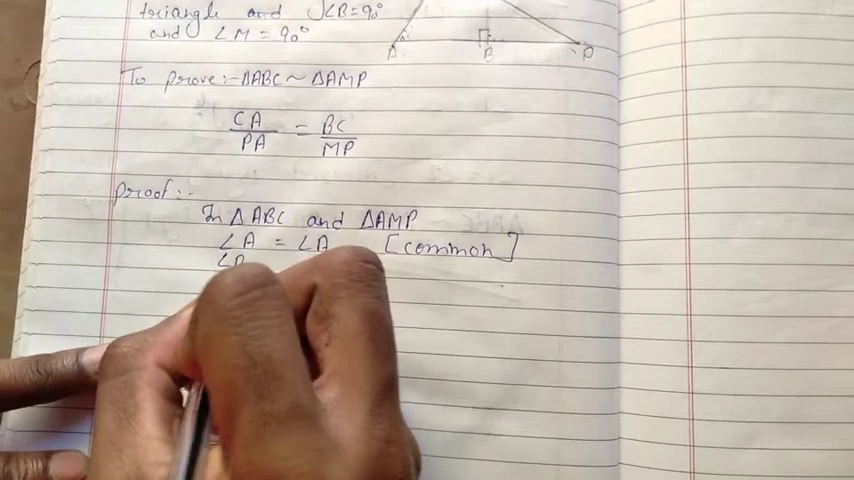 triangle and ∠B=90°
and ∠M = 90°
A B P
To prove:- ΔABC ~ ΔAMP
CA/PA = BC/MP
Proof:-
In ΔABC and ΔAMP
∠A = ∠A [common]
∠B